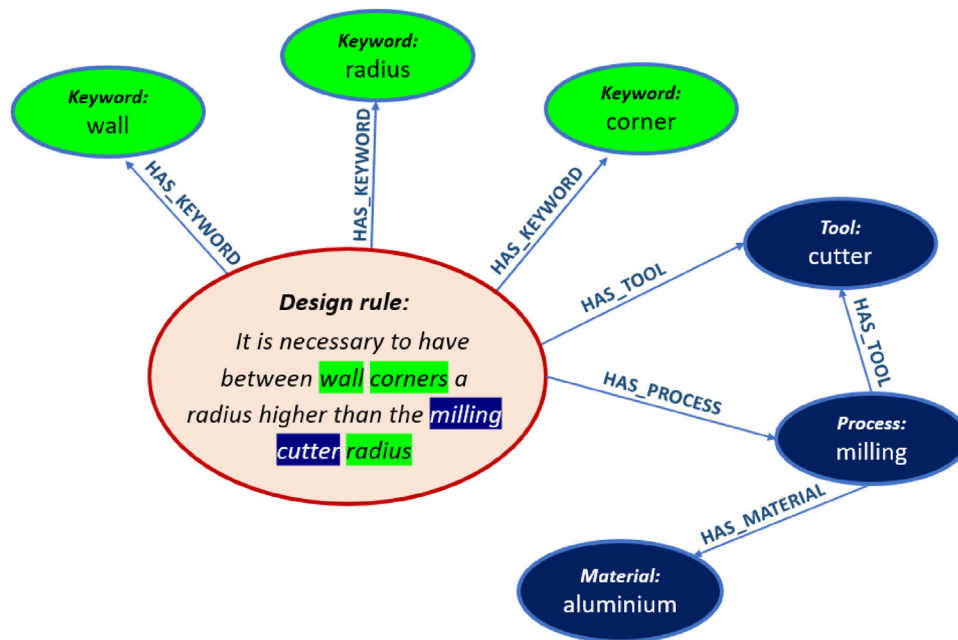 Keyword:
radius
Keyword:
wall
Keyword:
corner
HAS_KEYWORD
HAS_KEYWORD
HAS_KEYWORD
Tool:
cutter
HAS_TOOL
HAS_TOOL
Design rule:
It is necessary to have
between wall corners a
radius higher than the milling
cutter radius
HAS_PROCESS
Process:
milling
HAS_MATERIAL
Material:
aluminium